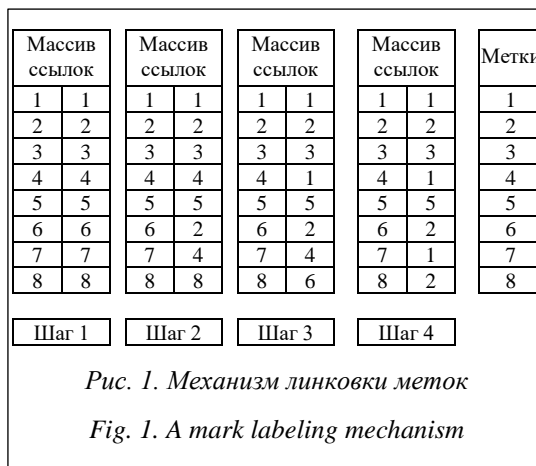 Массив ссылок Массив ссылок Массив ссылок Массив ссылок Метки
1 1 1 1 1 1 1 1 1
2 2 2 2 2 2 2 2 2
3 3 3 3 3 3 3 3 3
4 4 4 4 4 1 4 1 4
5 5 5 5 5 5 5 5 5
6 6 6 2 6 2 6 2 6
7 7 7 4 7 4 7 1 7
8 8 8 8 8 6 8 2 8
Шаг 1 Шаг 2 Шаг 3 Шаг 4
Рис. 1. Механизм линковки меток
Fig. 1. A mark labeling mechanism